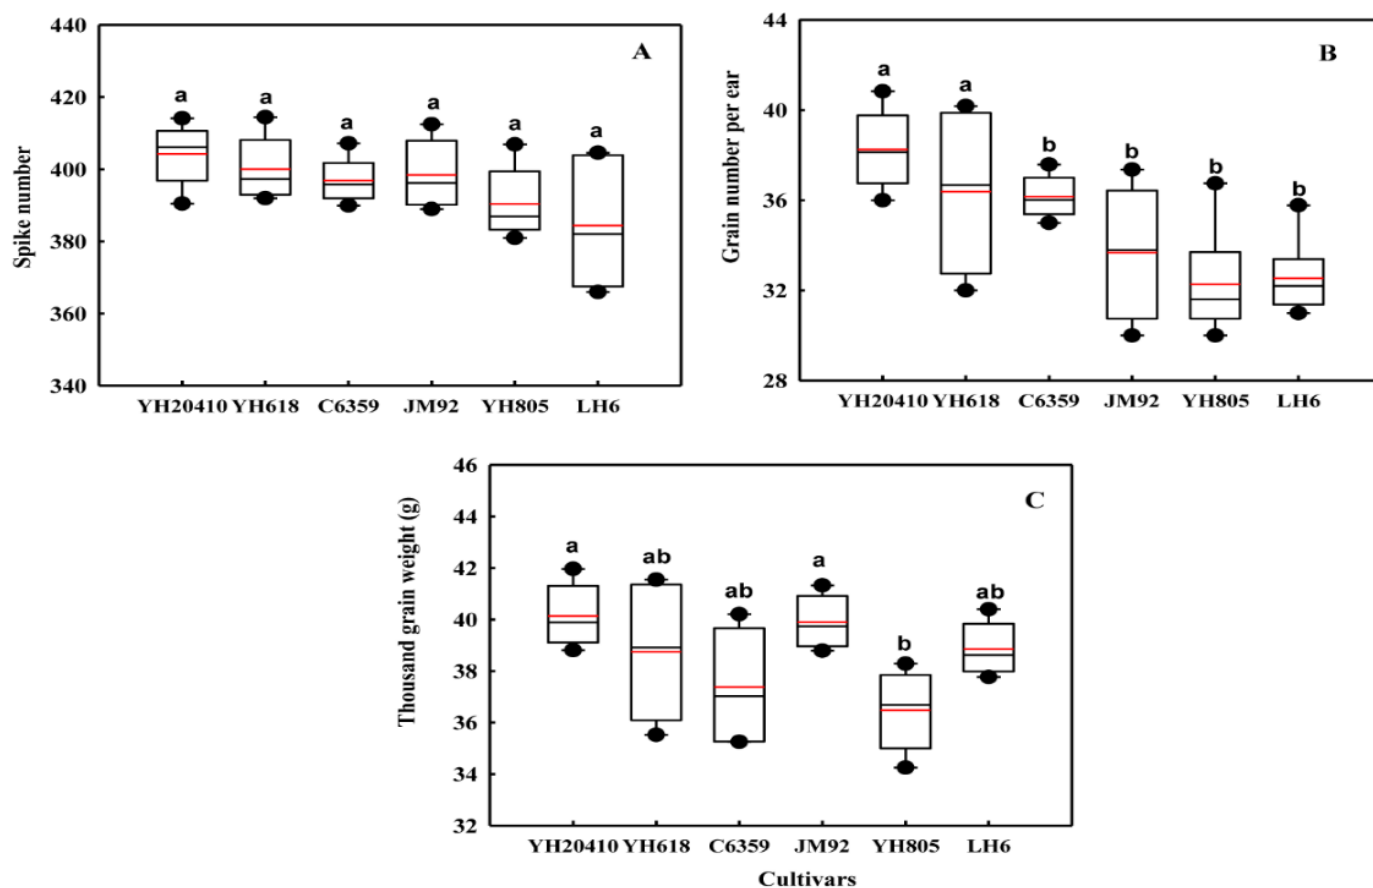 A
Spike number
440
420
400
380
360
340
a a a a a a
YH20410 YH618 C6359 JM92 YH805 LH6
B
Grain number per ear
44
40
36
32
28
a a b b b b
YH20410 YH618 C6359 JM92 YH805 LH6
C
Thousand grain weight (g)
46
44
42
40
38
36
34
32
a ab ab a b ab
YH20410 YH618 C6359 JM92 YH805 LH6
Cultivars